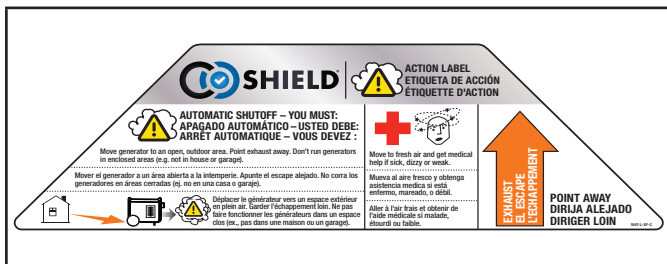 CO SHIELD®
ACTION LABEL
ETIQUETA DE ACCIÓN
ÉTIQUETTE D'ACTION
AUTOMATIC SHUTOFF – YOU MUST:
APAGADO AUTOMÁTICO – USTED DEBE:
ARRÊT AUTOMATIQUE – VOUS DEVEZ :
Move generator to an open, outdoor area. Point exhaust away. Don't run generators
in enclosed areas (e.g. not in house or garage).
Mover el generador a un área abierta a la intemperie. Apunte el escape alejado. No corra los
generadores en áreas cerradas (ej. no en una casa o garaje).
Déplacer le générateur vers un espace extérieur
en plein air. Garder l'échappement loin. Ne pas
faire fonctionner les générateurs dans un espace
clos (ex., pas dans une maison ou un garage).
Move to fresh air and get medical
help if sick, dizzy or weak.
Mueva al aire fresco y obtenga
asistencia medica si está
enfermo, mareado, o débil.
Aller à l'air frais et obtenir de
l'aide médicale si malade,
étourdi ou faible.
EXHAUST
EL ESCAPE
L'ÉCHAPPEMENT
POINT AWAY
DIRIJA ALEJADO
DIRIGER LOIN